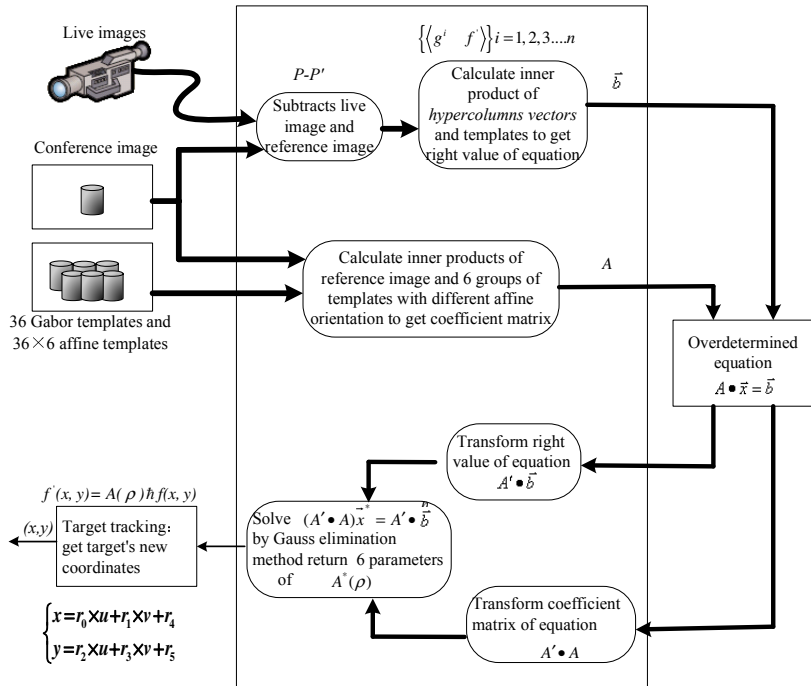 Live images
{⟨gⁱ f'⟩} i = 1, 2, 3....n
P-P'
Subtracts live
image and
reference image
Calculate inner
product of
hypercolumns vectors
and templates to get
right value of equation
b⃗
Conference image
Calculate inner products of
reference image and 6 groups of
templates with different affine
orientation to get coefficient matrix
A
36 Gabor templates and
36×6 affine templates
Overdetermined
equation
A • x⃗ = b⃗
Transform right
value of equation
A' • b⃗
f'(x, y) = A(ρ) ħ f(x, y)
(x,y)
Target tracking:
get target's new
coordinates
Solve (A' • A)x⃗* = A' • b⃗ n
by Gauss elimination
method return 6 parameters
of A*(ρ)
Transform coefficient
matrix of equation
A' • A
x=r₀×u+r₁×v+r₄
y=r₂×u+r₃×v+r₅